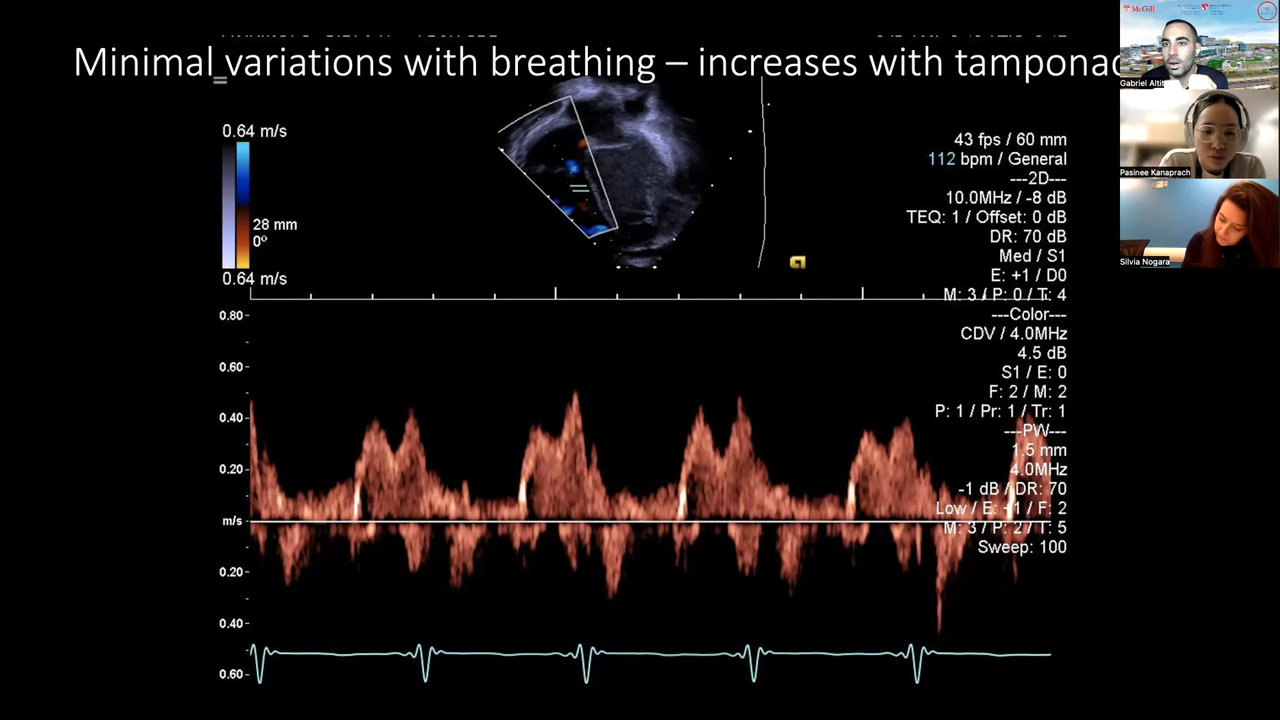 Minimal variations with breathing – increases with tamponad
0.64 m/s
28 mm
0°
0.64 m/s
43 fps / 60 mm
112 bpm / General
---2D---
10.0MHz / -8 dB
TEQ: 1 / Offset: 0 dB
DR: 70 dB
Med / S1
E: +1 / D0
M: 3 / P: 0 / T: 4
---Color---
CDV / 4.0MHz
4.5 dB
S1 / E: 0
F: 2 / M: 2
P: 1 / Pr: 1 / Tr: 1
---PW---
1.5 mm
4.0MHz
-1 dB / DR: 70
Low / E: +1 / F: 2
M: 3 / P: 2 / T: 5
Sweep: 100
0.80
0.60
0.40
0.20
m/s
0.20
0.40
0.60
McGill
Gabriel Altit
Pasinee Kanaprach
Silvia Nogara